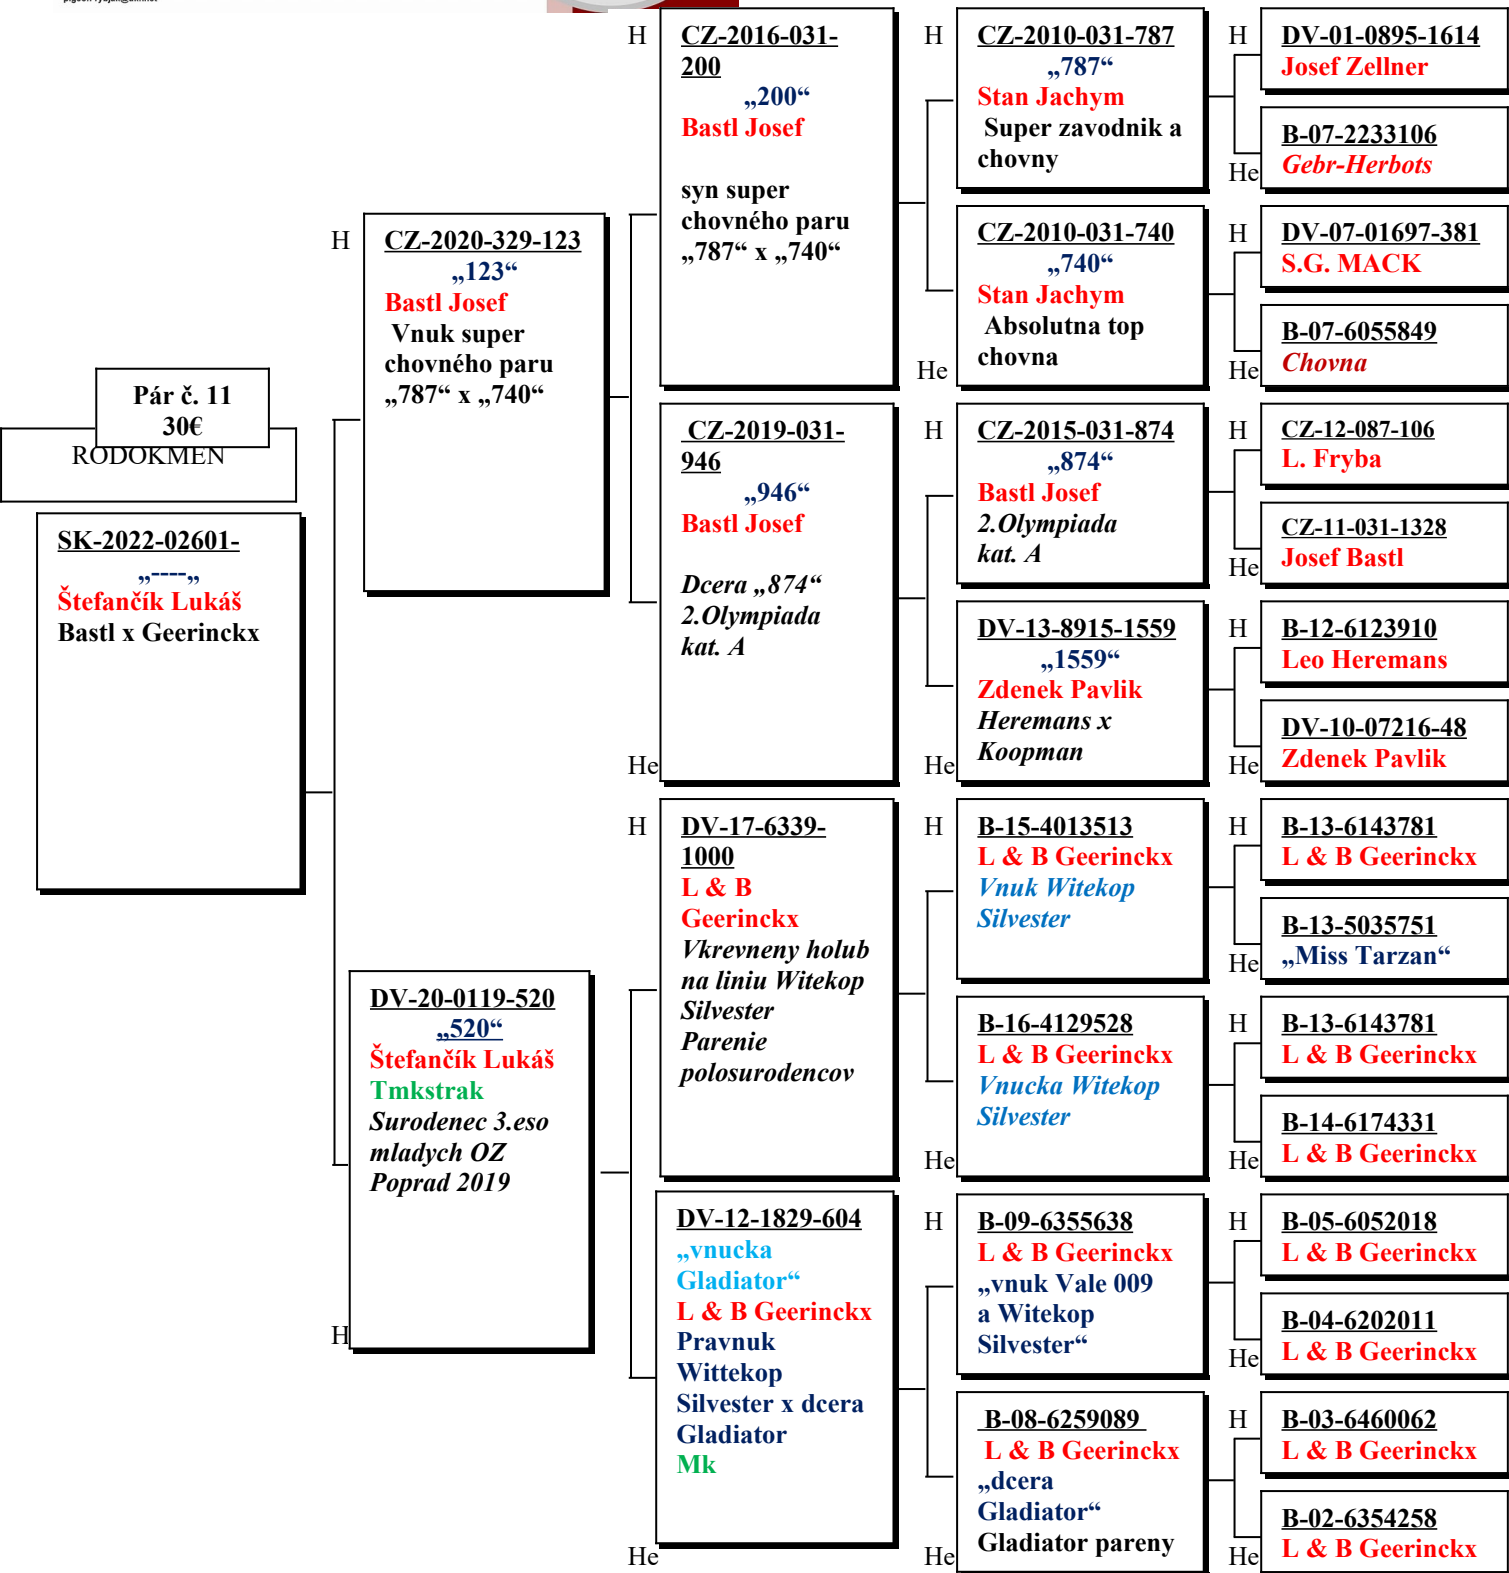 H
CZ-2016-031-
200
„200“
Bastl Josef
syn super
chovného paru
„787“ x „740“
H
CZ-2010-031-787
„787“
Stan Jachym
Super zavodnik a
chovny
H
DV-01-0895-1614
Josef Zellner
B-07-2233106
Gebr-Herbots
He
H
CZ-2020-329-123
„123“
Bastl Josef
Vnuk super
chovného paru
„787“ x „740“
CZ-2010-031-740
„740“
Stan Jachym
Absolutna top
chovna
He
H
DV-07-01697-381
S.G. MACK
B-07-6055849
Chovna
He
Pár č. 11
30€
RODOKMEN
CZ-2019-031-
946
„946“
Bastl Josef
Dcera „874“
2.Olympiada
kat. A
He
H
CZ-2015-031-874
„874“
Bastl Josef
2.Olympiada
kat. A
H
CZ-12-087-106
L. Fryba
CZ-11-031-1328
Josef Bastl
He
SK-2022-02601-
„----„
Štefančík Lukáš
Bastl x Geerinckx
DV-13-8915-1559
„1559“
Zdenek Pavlik
Heremans x
Koopman
He
H
B-12-6123910
Leo Heremans
DV-10-07216-48
Zdenek Pavlik
He
H
DV-17-6339-
1000
L & B
Geerinckx
Vkrevneny holub
na liniu Witekop
Silvester
Parenie
polosurodencov
H
B-15-4013513
L & B Geerinckx
Vnuk Witekop
Silvester
H
B-13-6143781
L & B Geerinckx
B-13-5035751
„Miss Tarzan“
He
DV-20-0119-520
„520“
Štefančík Lukáš
Tmkstrak
Surodenec 3.eso
mladych OZ
Poprad 2019
H
B-16-4129528
L & B Geerinckx
Vnucka Witekop
Silvester
He
H
B-13-6143781
L & B Geerinckx
B-14-6174331
L & B Geerinckx
He
DV-12-1829-604
„vnucka
Gladiator“
L & B Geerinckx
Pravnuk
Wittekop
Silvester x dcera
Gladiator
Mk
He
H
B-09-6355638
L & B Geerinckx
„vnuk Vale 009
a Witekop
Silvester“
H
B-05-6052018
L & B Geerinckx
B-04-6202011
L & B Geerinckx
He
B-08-6259089
L & B Geerinckx
„dcera
Gladiator“
Gladiator pareny
He
H
B-03-6460062
L & B Geerinckx
B-02-6354258
L & B Geerinckx
He